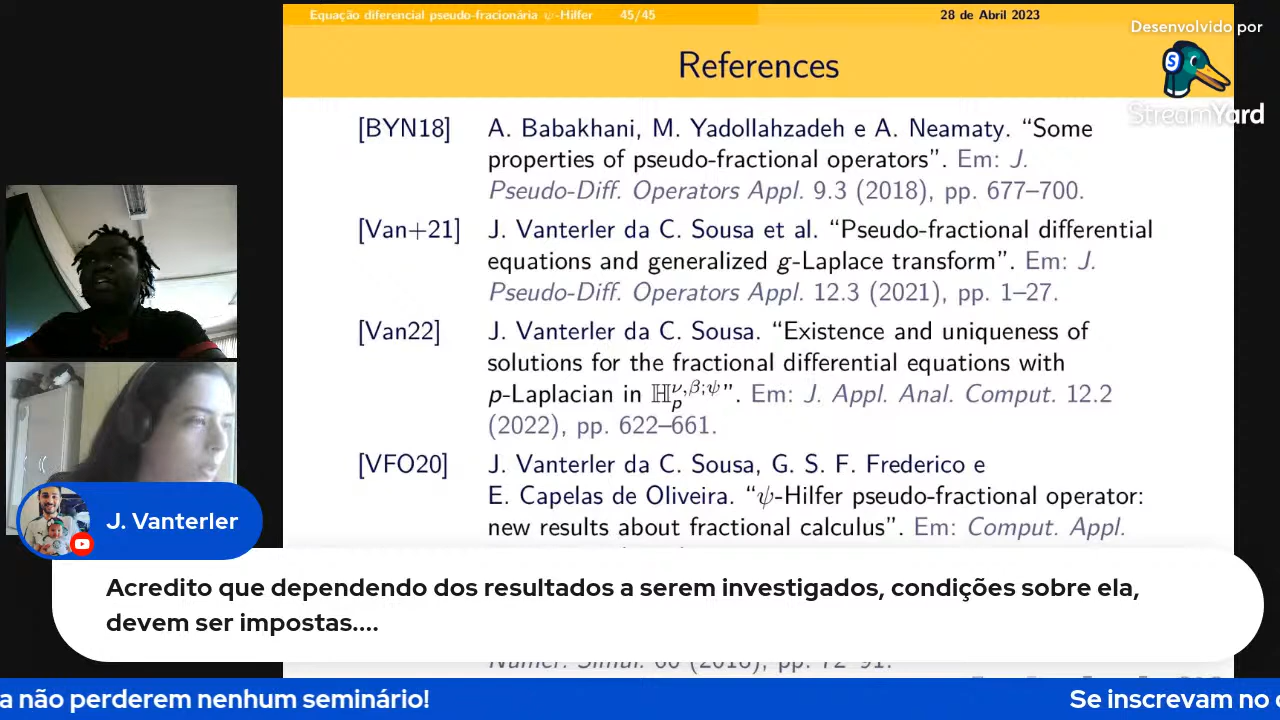 Equação diferencial pseudo-fracionária ψ-Hilfer 45/45 28 de Abril 2023
Desenvolvido por
StreamYard
References
[BYN18] A. Babakhani, M. Yadollahzadeh e A. Neamaty. “Some
properties of pseudo-fractional operators”. Em: J.
Pseudo-Diff. Operators Appl. 9.3 (2018), pp. 677–700.
[Van+21] J. Vanterler da C. Sousa et al. “Pseudo-fractional differential
equations and generalized g-Laplace transform”. Em: J.
Pseudo-Diff. Operators Appl. 12.3 (2021), pp. 1–27.
[Van22] J. Vanterler da C. Sousa. “Existence and uniqueness of
solutions for the fractional differential equations with
p-Laplacian in ℍₚ^{ν,β;ψ}”. Em: J. Appl. Anal. Comput. 12.2
(2022), pp. 622–661.
[VFO20] J. Vanterler da C. Sousa, G. S. F. Frederico e
E. Capelas de Oliveira. “ψ-Hilfer pseudo-fractional operator:
new results about fractional calculus”. Em: Comput. Appl.
J. Vanterler
Acredito que dependendo dos resultados a serem investigados, condições sobre ela,
devem ser impostas....
Numer. Simul. 60 (2018), pp. 72–91.
a não perderem nenhum seminário! Se inscrevam no